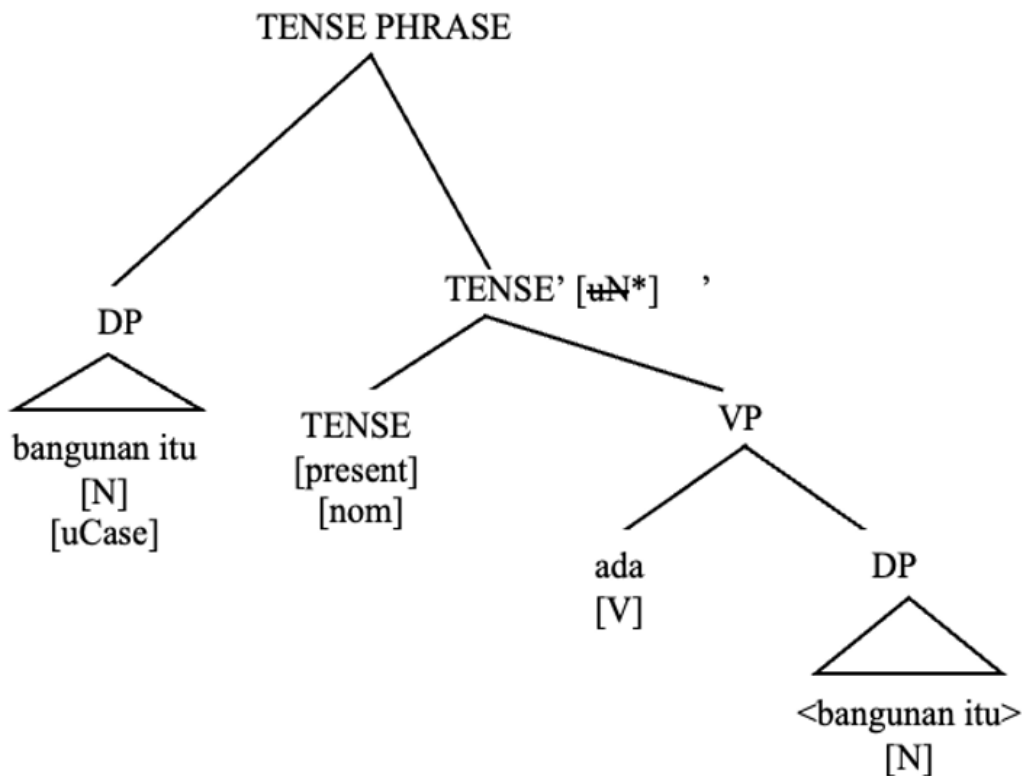 TENSE PHRASE
TENSE’ [uN*] ’
DP
TENSE
VP
bangunan itu
[present]
[N]
[nom]
[uCase]
ada
DP
[V]
<bangunan itu>
[N]